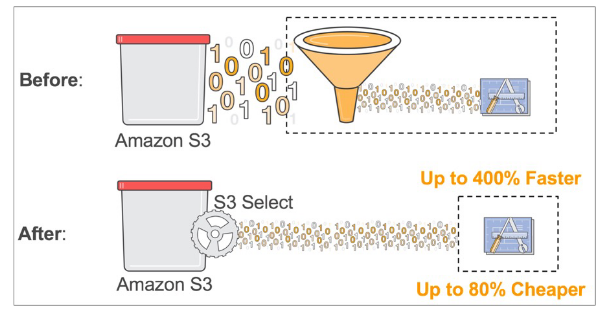 Before:
Amazon S3
Up to 400% Faster
S3 Select
After:
Amazon S3
Up to 80% Cheaper